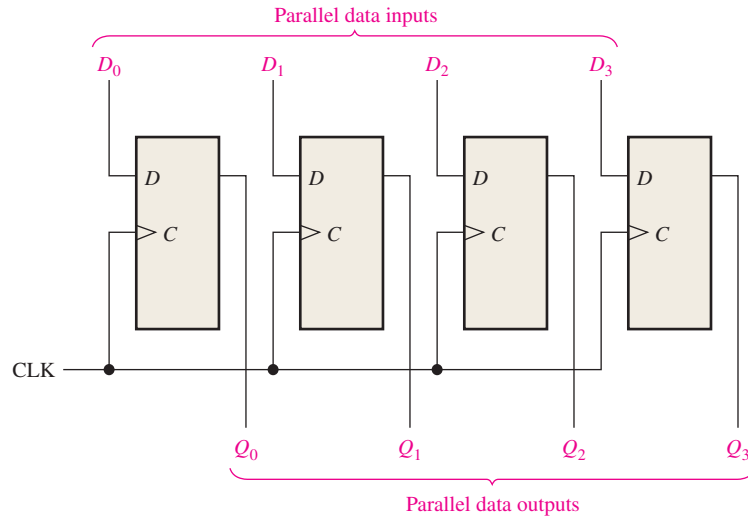 Parallel data inputs
D₀ D₁ D₂ D₃
D D D D
C C C C
CLK
Q₀ Q₁ Q₂ Q₃
Parallel data outputs